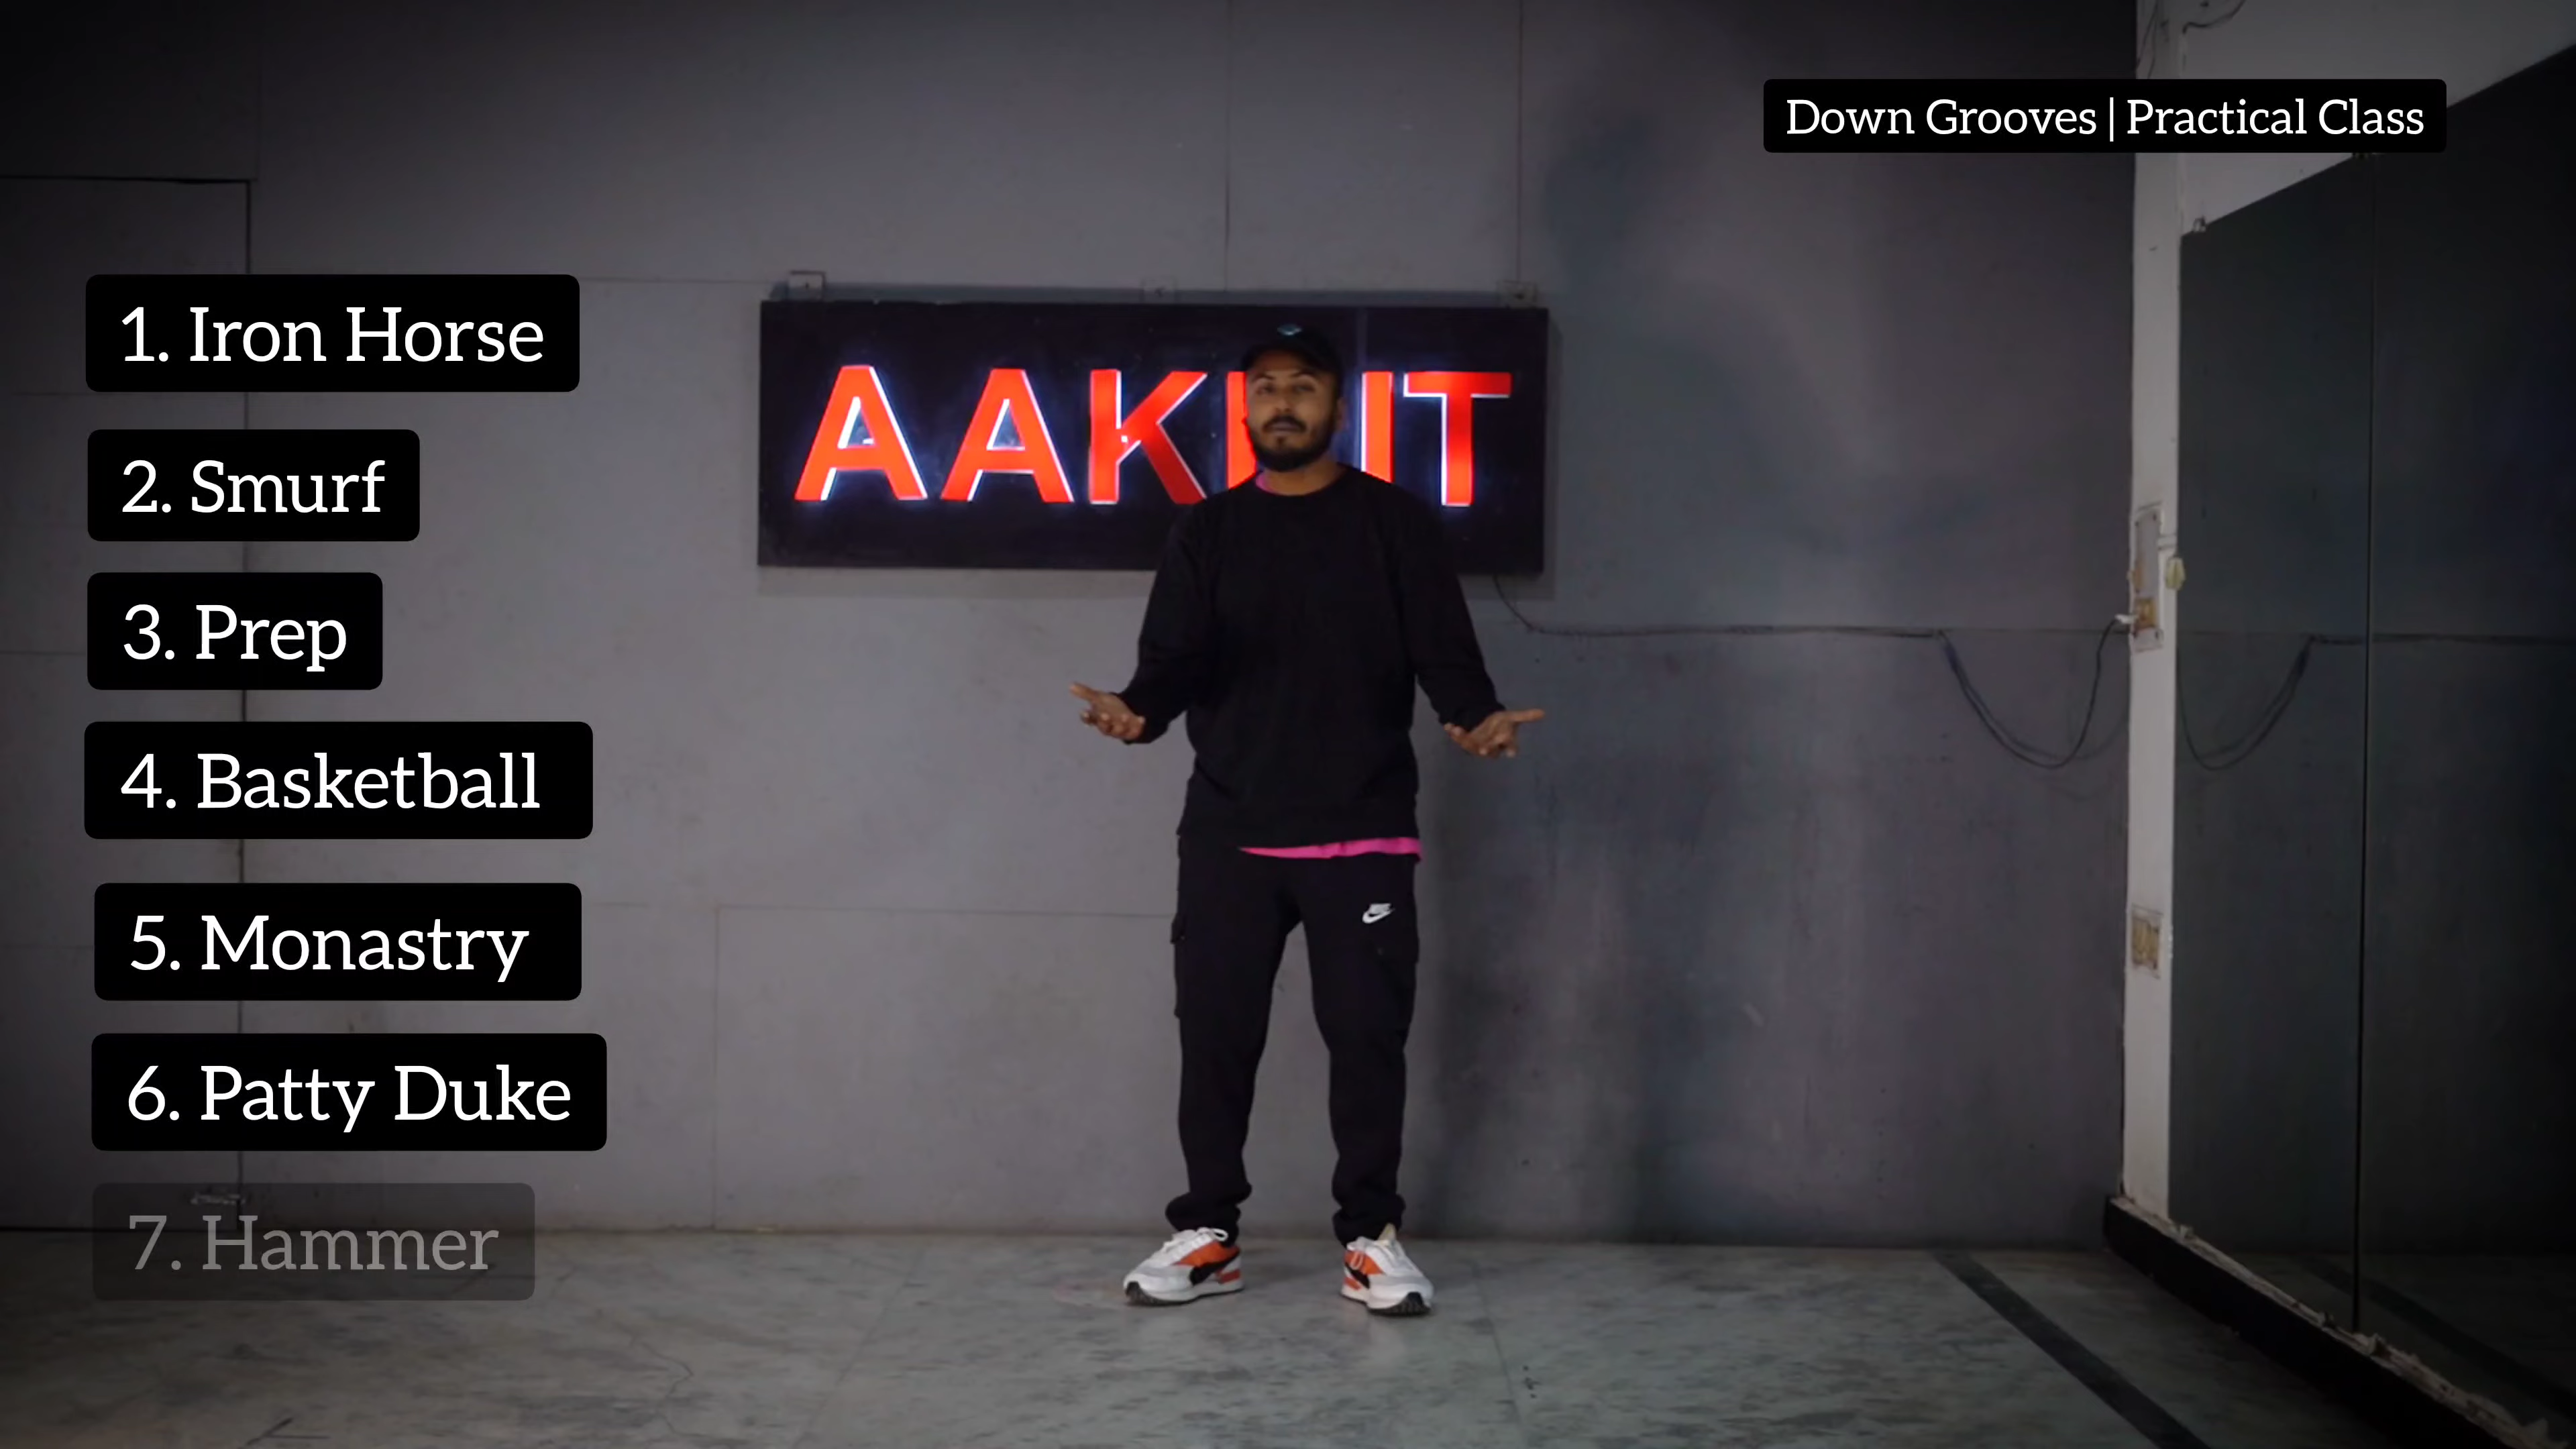 Down Grooves | Practical Class
1. Iron Horse
2. Smurf
3. Prep
4. Basketball
5. Monastry
6. Patty Duke
7. Hammer